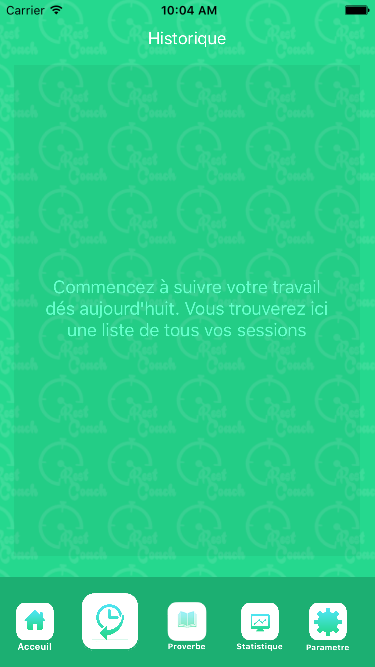 Carrier 10:04 AM
Historique
Commencez à suivre votre travail
dés aujourd'huit. Vous trouverez ici
une liste de tous vos sessions
Acceuil
Proverbe
Statistique
Parametre